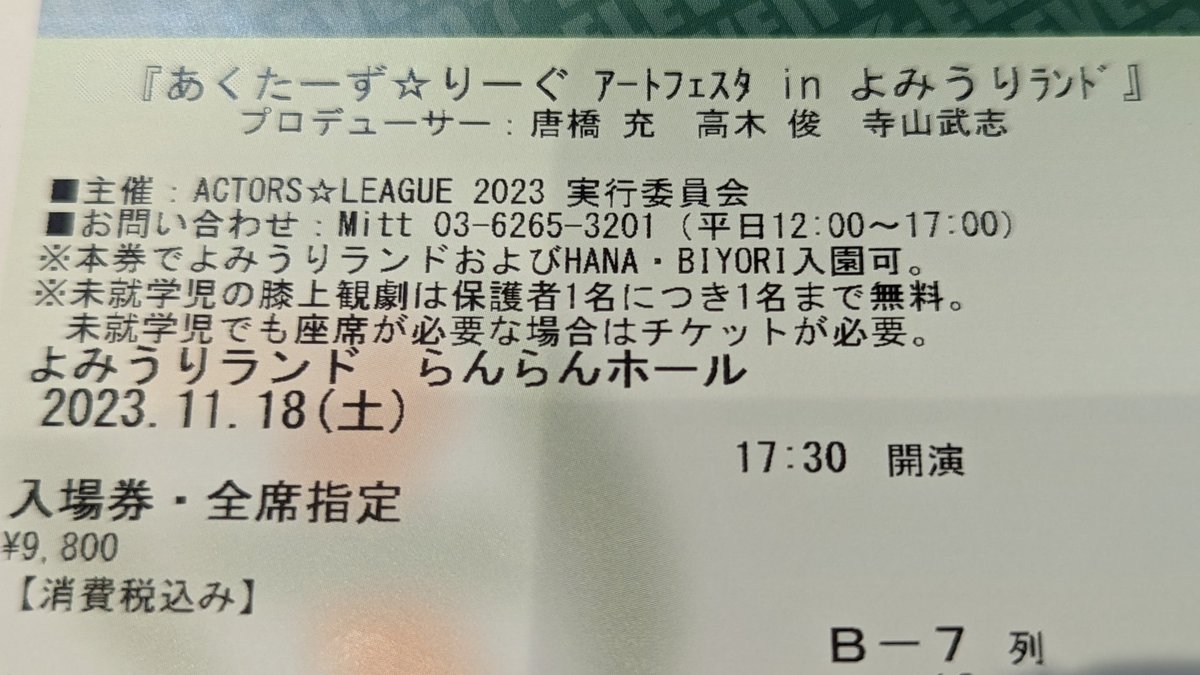 『あくたーず☆りーぐ ｱｰﾄﾌｪｽﾀ in よみうりﾗﾝﾄﾞ』
プロデューサー：唐橋 充　高木 俊　寺山武志
■主催：ACTORS☆LEAGUE 2023 実行委員会
■お問い合わせ：Mitt 03-6265-3201（平日12:00～17:00）
※本券でよみうりランドおよびHANA・BIYORI入園可。
※未就学児の膝上観劇は保護者1名につき1名まで無料。
未就学児でも座席が必要な場合はチケットが必要。
よみうりランド　らんらんホール
2023.11.18(土)
17:30 開演
入場券・全席指定
¥9,800
【消費税込み】
B－7 列